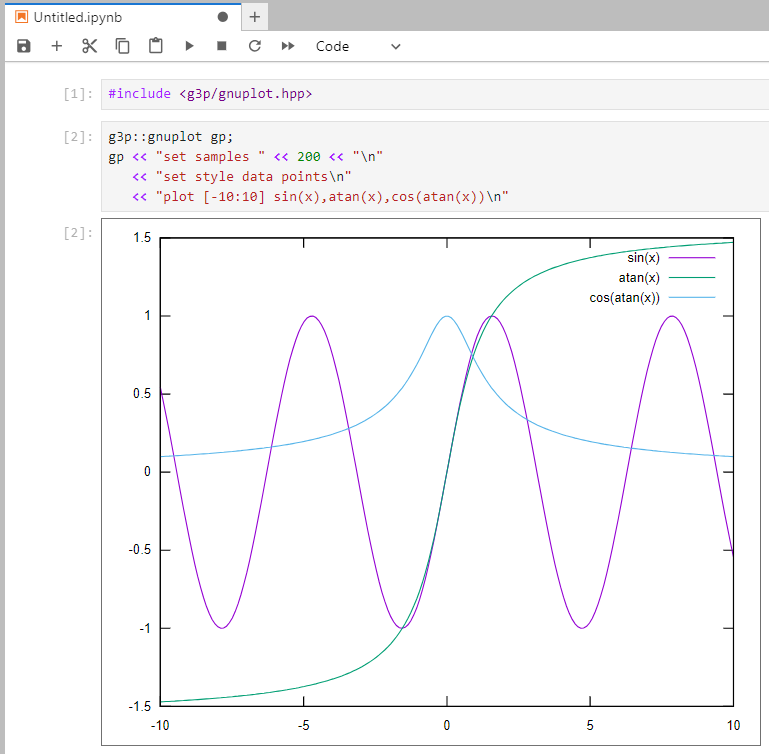 Untitled.ipynb
Code
[1]:
#include <g3p/gnuplot.hpp>
[2]:
g3p::gnuplot gp;
gp << "set samples " << 200 << "\n"
<< "set style data points\n"
<< "plot [-10:10] sin(x),atan(x),cos(atan(x))\n"
[2]:
1.5
sin(x)
atan(x)
cos(atan(x))
1
0.5
0
-0.5
-1
-1.5
-10 -5 0 5 10